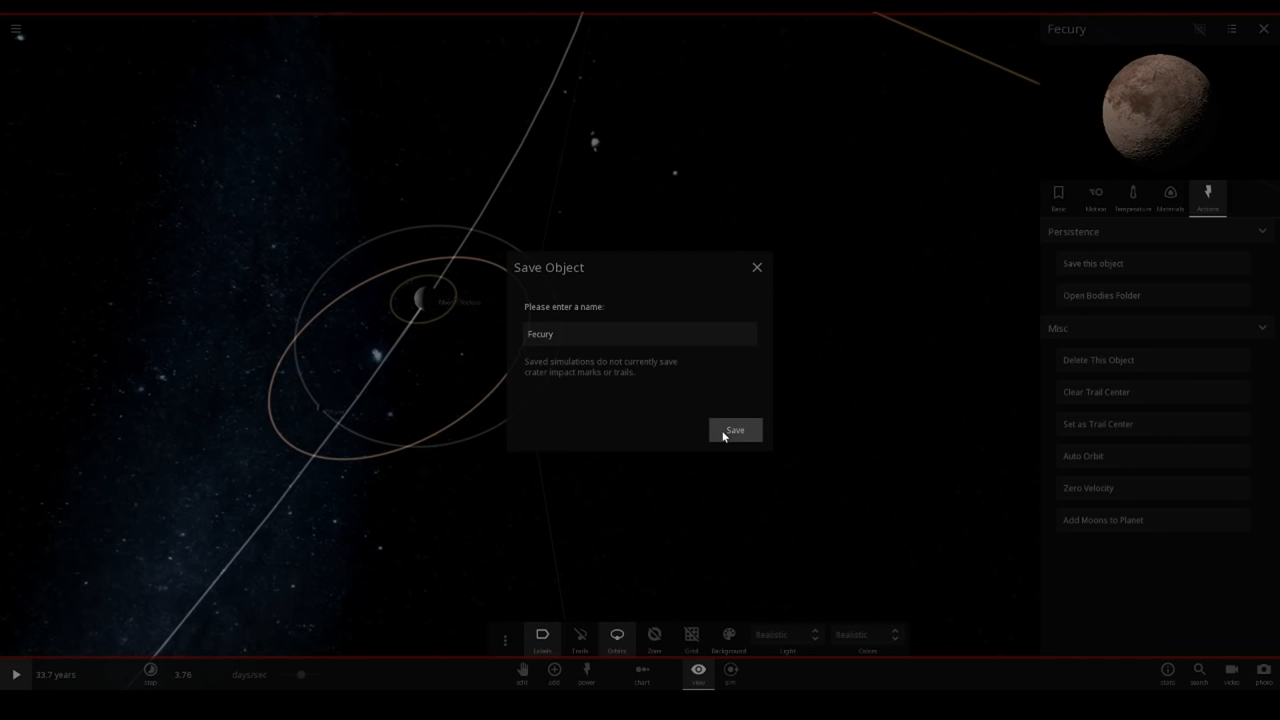 Fecury
Basic
Motion
Temperature
Materials
Actions
Persistence
Save this object
Open Bodies Folder
Misc
Delete This Object
Clear Trail Center
Set as Trail Center
Auto Orbit
Zero Velocity
Add Moons to Planet
Save Object
Please enter a name:
Fecury
Saved simulations do not currently save
crater impact marks or trails.
Save
Labels
Trails
Orbits
Zone
Grid
Background
Realistic
Light
Realistic
Colors
33.7 years
step
3.76
days/sec
edit
add
power
chart
view
sim
stats
search
video
photo